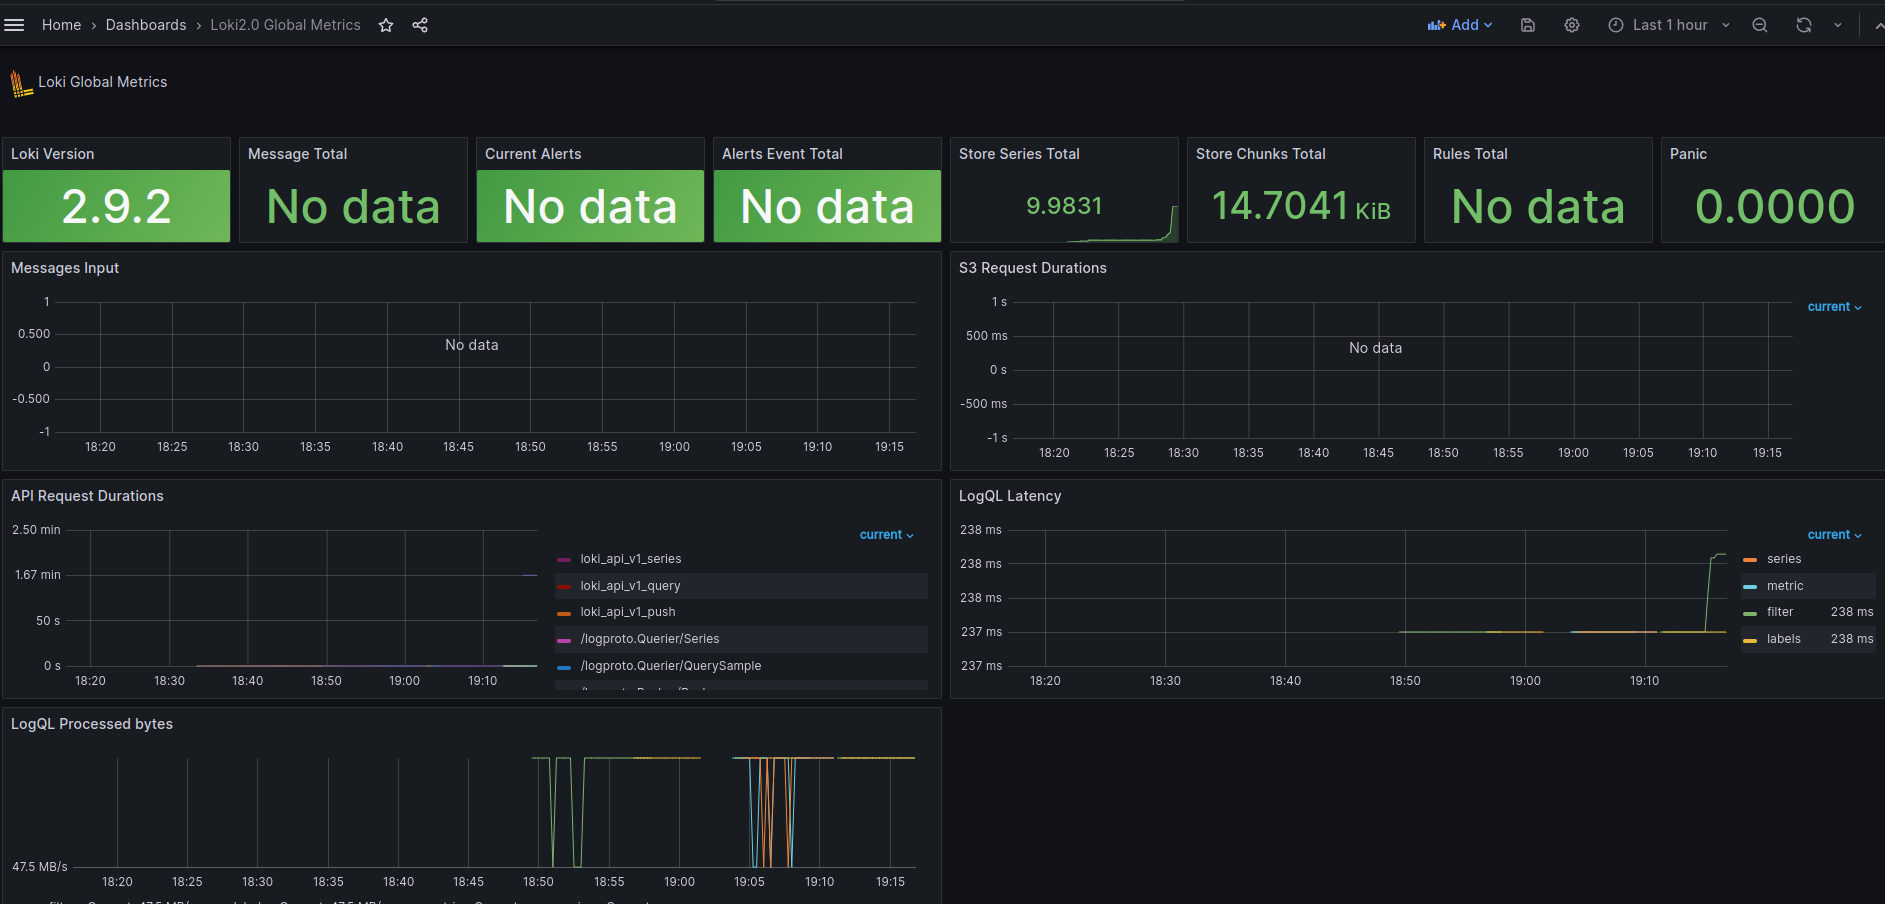 Home › Dashboards › Loki2.0 Global Metrics
Add
Last 1 hour
Loki Global Metrics
Loki Version
2.9.2
Message Total
No data
Current Alerts
No data
Alerts Event Total
No data
Store Series Total
9.9831
Store Chunks Total
14.7041 KiB
Rules Total
No data
Panic
0.0000
Messages Input
1
0.500
0
-0.500
-1
No data
18:20 18:25 18:30 18:35 18:40 18:45 18:50 18:55 19:00 19:05 19:10 19:15
S3 Request Durations
1 s
500 ms
0 s
-500 ms
-1 s
No data
18:20 18:25 18:30 18:35 18:40 18:45 18:50 18:55 19:00 19:05 19:10 19:15
current
API Request Durations
2.50 min
1.67 min
50 s
0 s
18:20 18:30 18:40 18:50 19:00 19:10
current
loki_api_v1_series
loki_api_v1_query
loki_api_v1_push
/logproto.Querier/Series
/logproto.Querier/QuerySample
LogQL Latency
238 ms
238 ms
238 ms
237 ms
237 ms
18:20 18:30 18:40 18:50 19:00 19:10
current
series
metric
filter 238 ms
labels 238 ms
LogQL Processed bytes
47.5 MB/s
18:20 18:25 18:30 18:35 18:40 18:45 18:50 18:55 19:00 19:05 19:10 19:15